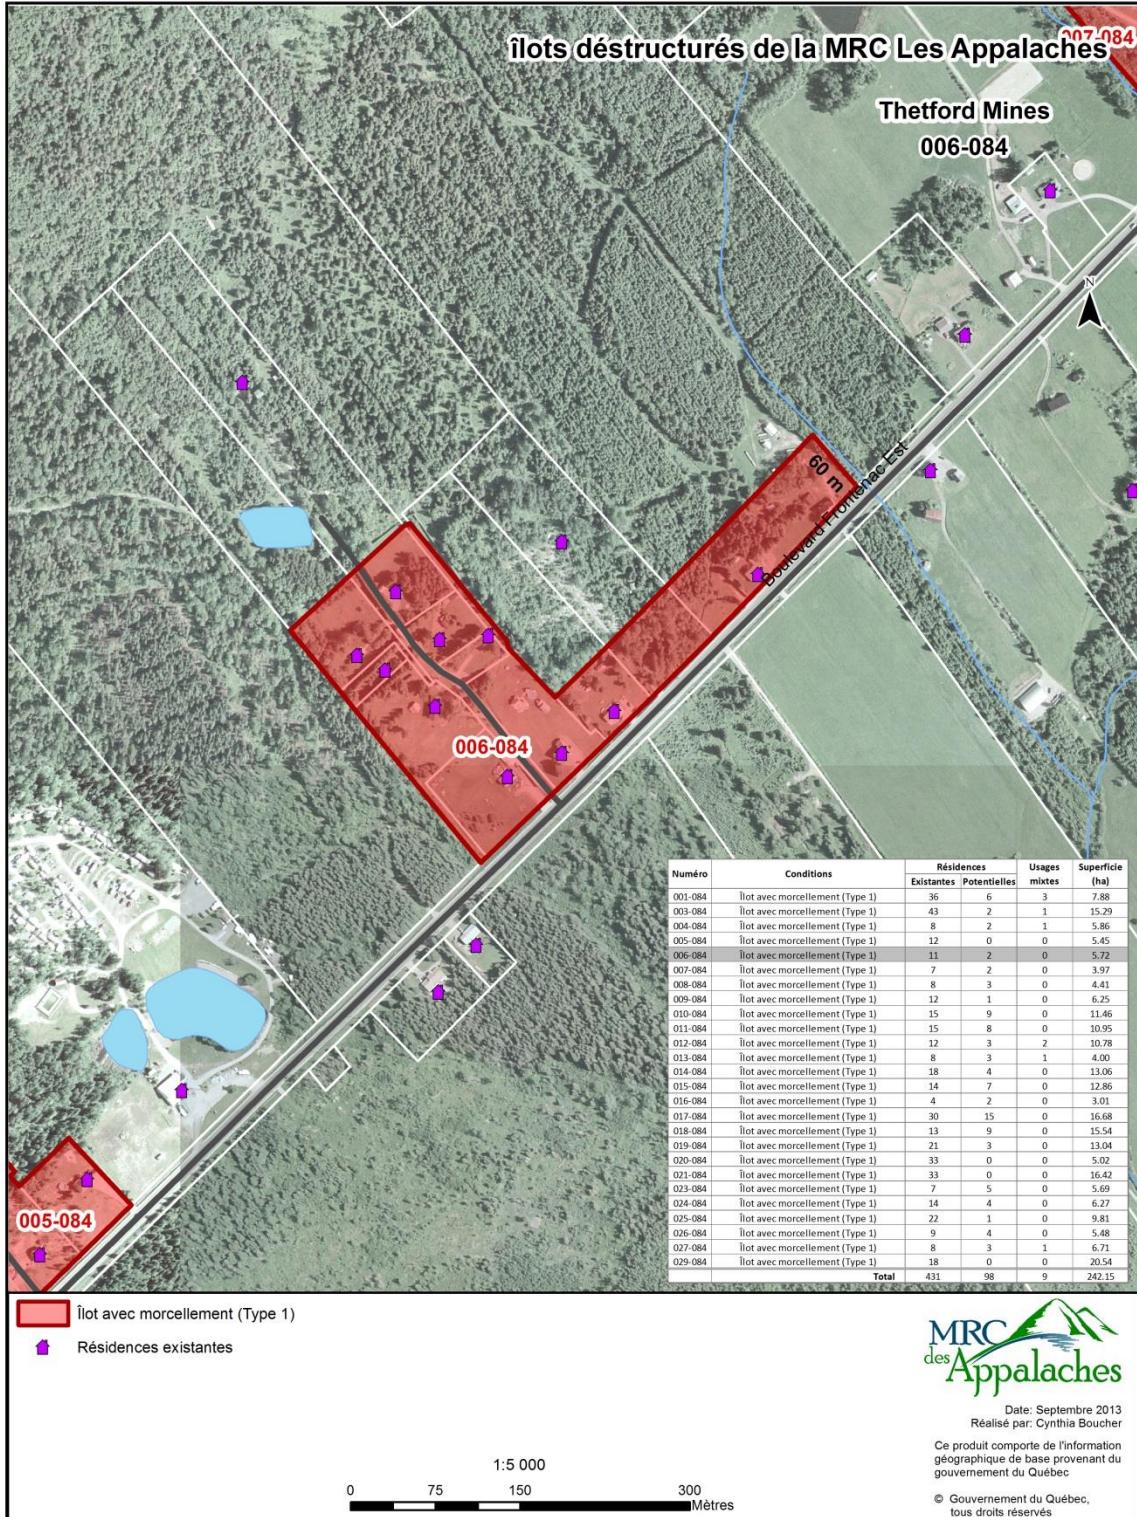 007-084
îlots déstructurés de la MRC Les Appalaches
Thetford Mines
006-084
N
60 m
Boulevard Frontenac Est
006-084
005-084
Numéro Conditions Résidences Usages mixtes Superficie (ha)
Existantes Potentielles
001-084 Îlot avec morcellement (Type 1) 36 6 3 7.88
003-084 Îlot avec morcellement (Type 1) 43 2 1 15.29
004-084 Îlot avec morcellement (Type 1) 8 2 1 5.86
005-084 Îlot avec morcellement (Type 1) 12 0 0 5.45
006-084 Îlot avec morcellement (Type 1) 11 2 0 5.72
007-084 Îlot avec morcellement (Type 1) 7 2 0 3.97
008-084 Îlot avec morcellement (Type 1) 8 3 0 4.41
009-084 Îlot avec morcellement (Type 1) 12 1 0 6.25
010-084 Îlot avec morcellement (Type 1) 15 9 0 11.46
011-084 Îlot avec morcellement (Type 1) 15 8 0 10.95
012-084 Îlot avec morcellement (Type 1) 12 3 2 10.78
013-084 Îlot avec morcellement (Type 1) 8 3 1 4.00
014-084 Îlot avec morcellement (Type 1) 18 4 0 13.06
015-084 Îlot avec morcellement (Type 1) 14 7 0 12.86
016-084 Îlot avec morcellement (Type 1) 4 2 0 3.01
017-084 Îlot avec morcellement (Type 1) 30 15 0 16.68
018-084 Îlot avec morcellement (Type 1) 13 9 0 15.54
019-084 Îlot avec morcellement (Type 1) 21 3 0 13.04
020-084 Îlot avec morcellement (Type 1) 33 0 0 5.02
021-084 Îlot avec morcellement (Type 1) 33 0 0 16.42
023-084 Îlot avec morcellement (Type 1) 7 5 0 5.69
024-084 Îlot avec morcellement (Type 1) 14 4 0 6.27
025-084 Îlot avec morcellement (Type 1) 22 1 0 9.81
026-084 Îlot avec morcellement (Type 1) 9 4 0 5.48
027-084 Îlot avec morcellement (Type 1) 8 3 1 6.71
029-084 Îlot avec morcellement (Type 1) 18 0 0 20.54
Total 431 98 9 242.15
Îlot avec morcellement (Type 1)
Résidences existantes
MRC
des Appalaches
Date: Septembre 2013
Réalisé par: Cynthia Boucher
Ce produit comporte de l'information
géographique de base provenant du
gouvernement du Québec
© Gouvernement du Québec,
tous droits réservés
1:5 000
0 75 150 300
Mètres